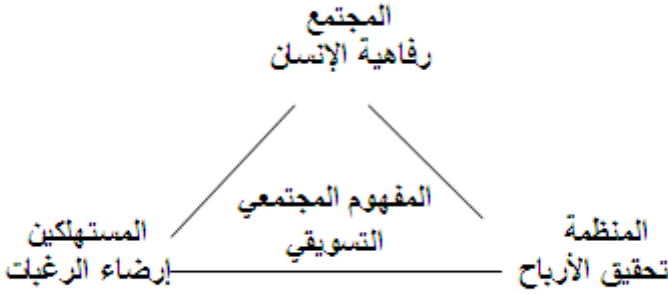 المجتمع
رفاهية الإنسان
المفهوم المجتمعي
التسويقي
المنظمة
تحقيق الأرباح
المستهلكين
إرضاء الرغبات